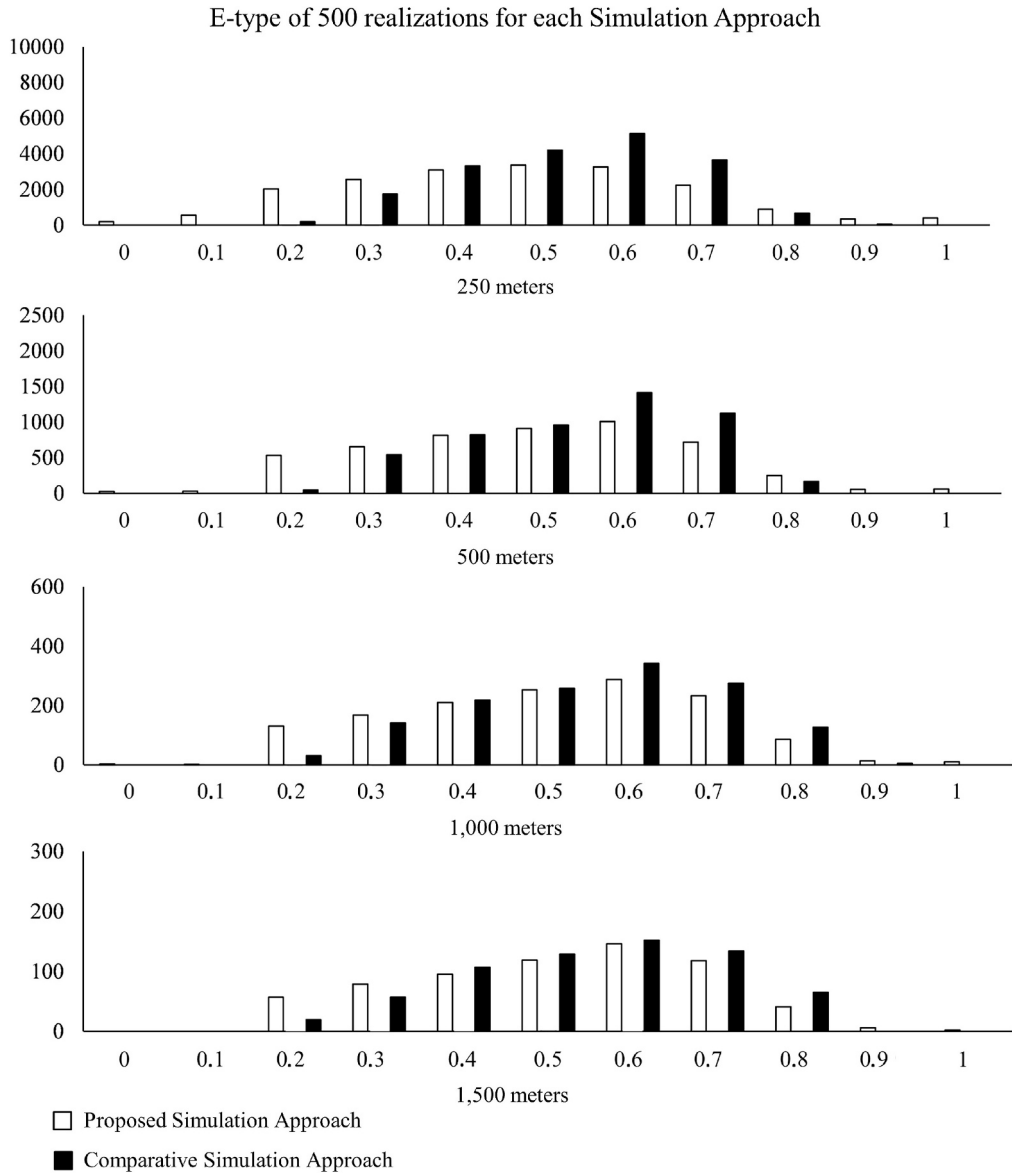 E-type of 500 realizations for each Simulation Approach
10000
8000
6000
4000
2000
0
0 0.1 0.2 0.3 0.4 0.5 0.6 0.7 0.8 0.9 1
250 meters
2500
2000
1500
1000
500
0
0 0.1 0.2 0.3 0.4 0.5 0.6 0.7 0.8 0.9 1
500 meters
600
400
200
0
0 0.1 0.2 0.3 0.4 0.5 0.6 0.7 0.8 0.9 1
1,000 meters
300
200
100
0
0 0.1 0.2 0.3 0.4 0.5 0.6 0.7 0.8 0.9 1
1,500 meters
Proposed Simulation Approach
Comparative Simulation Approach